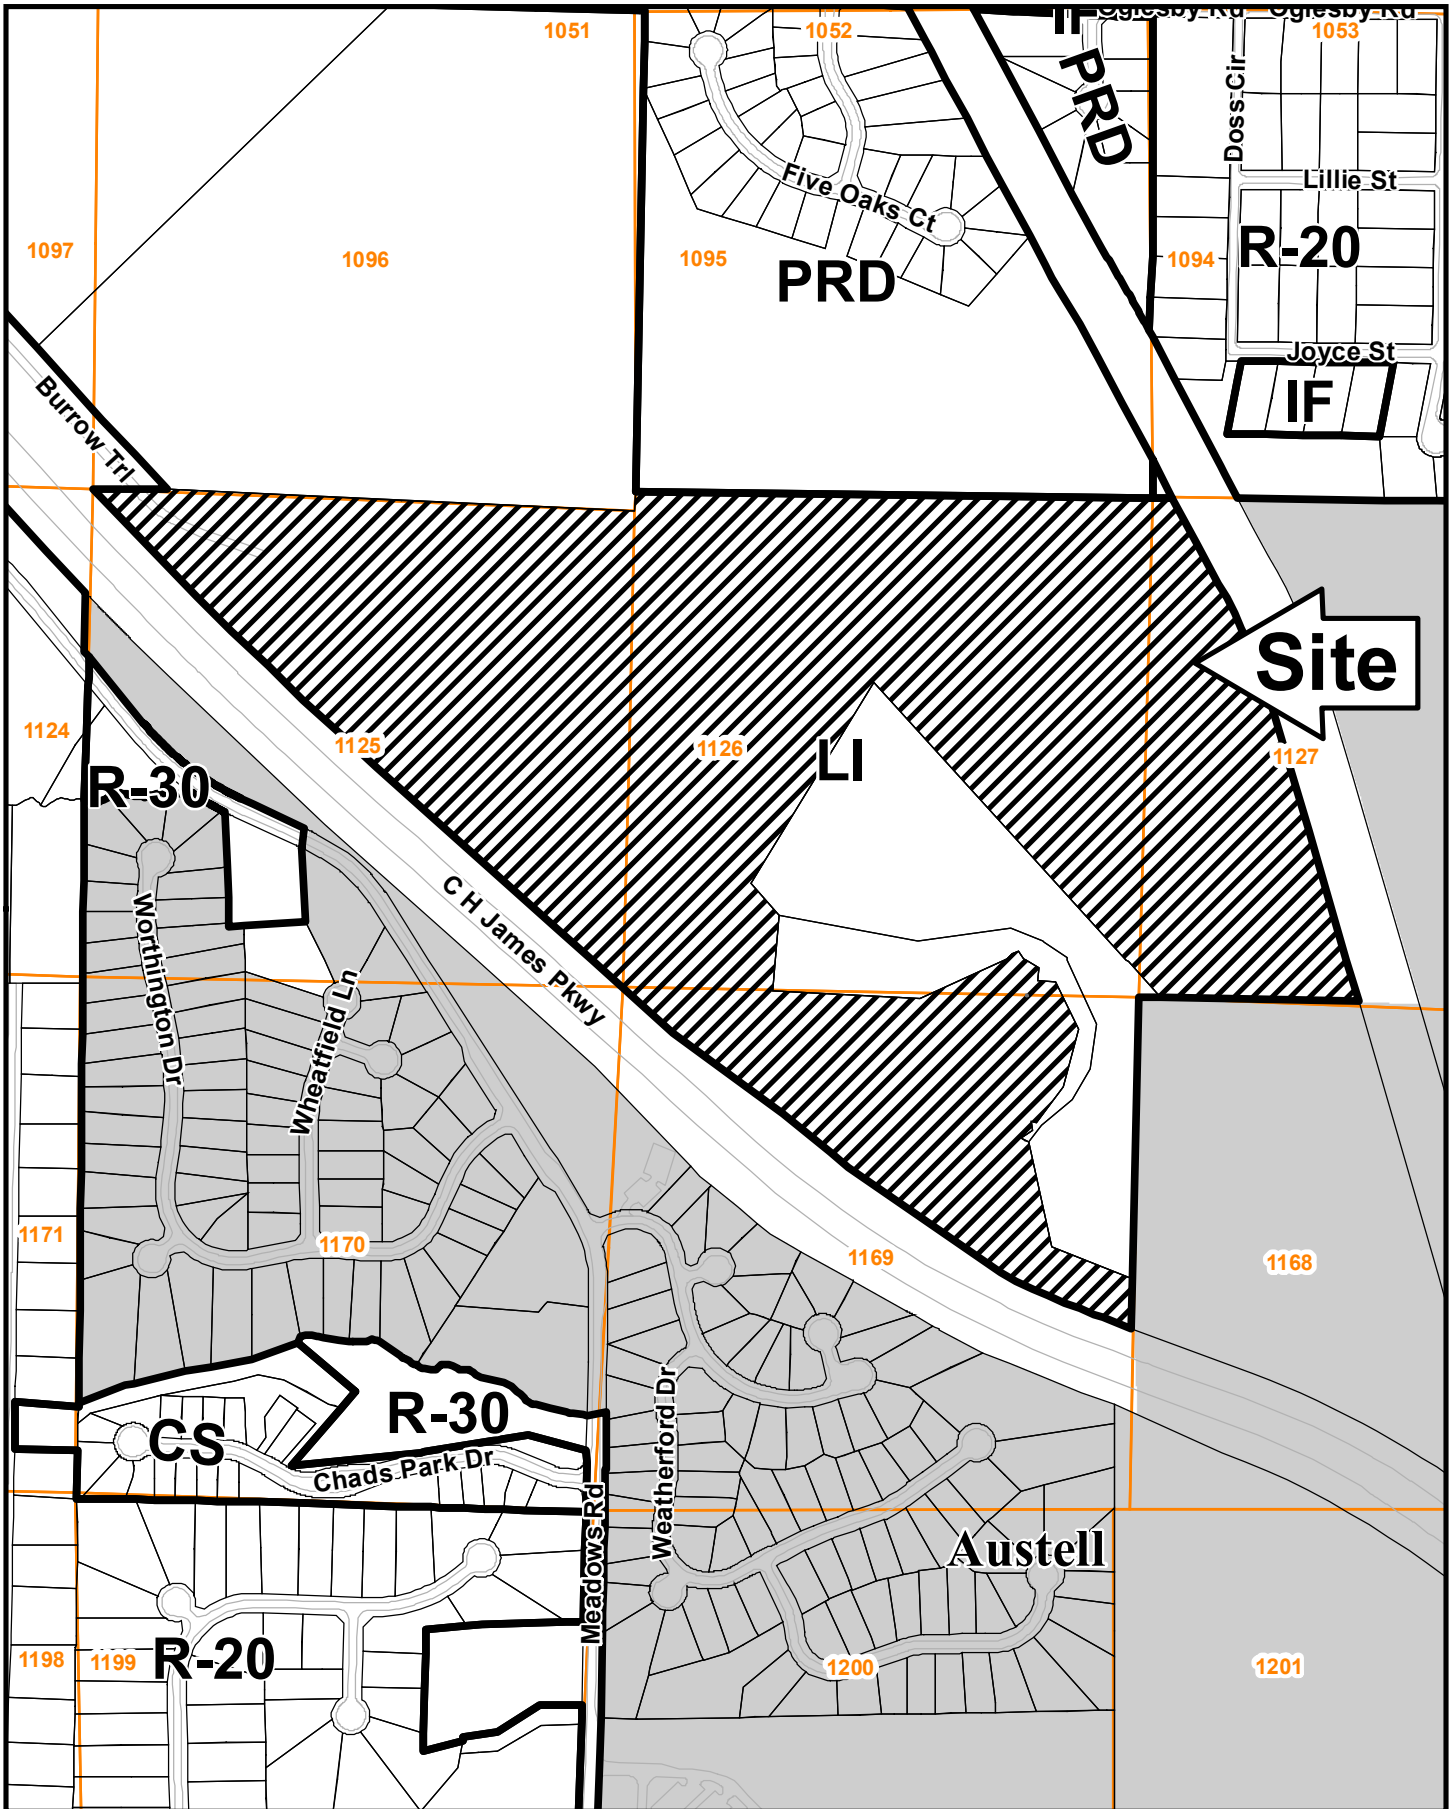 1051
1052
IF
Oglesby Rd
Oglesby Rd
1053
PRD
Doss Cir
Lillie St
Five Oaks Ct
1097
1096
1095
PRD
1094
R-20
Joyce St
IF
Burrow Trl
Site
1124
1125
1126
LI
1127
R-30
C H James Pkwy
Worthington Dr
Wheatfield Ln
1171
1170
1169
1168
Weatherford Dr
R-30
CS
Chads Park Dr
Meadows Rd
Austell
1198
1199
R-20
1200
1201